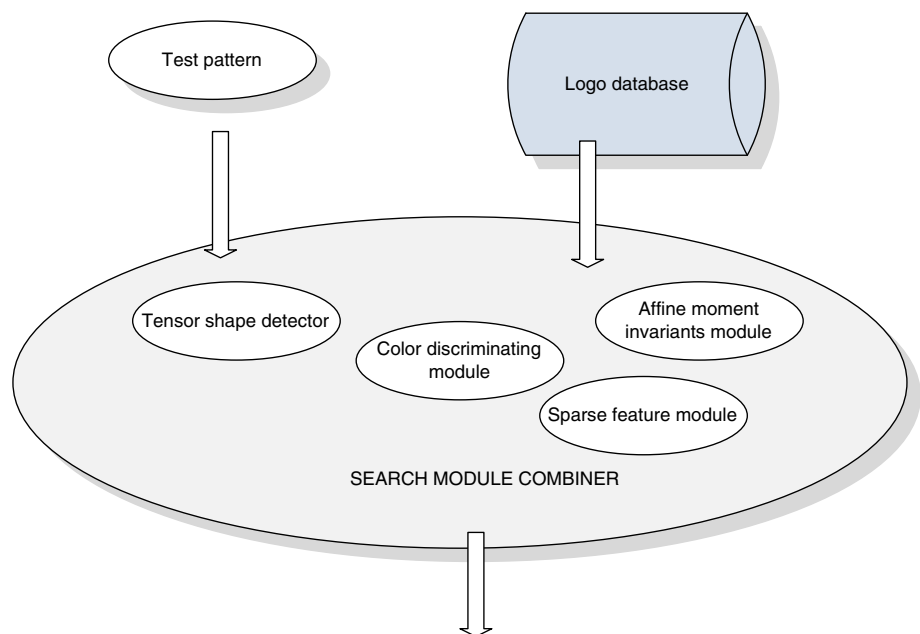 Test pattern
Logo database
Tensor shape detector
Affine moment
invariants module
Color discriminating
module
Sparse feature module
SEARCH MODULE COMBINER